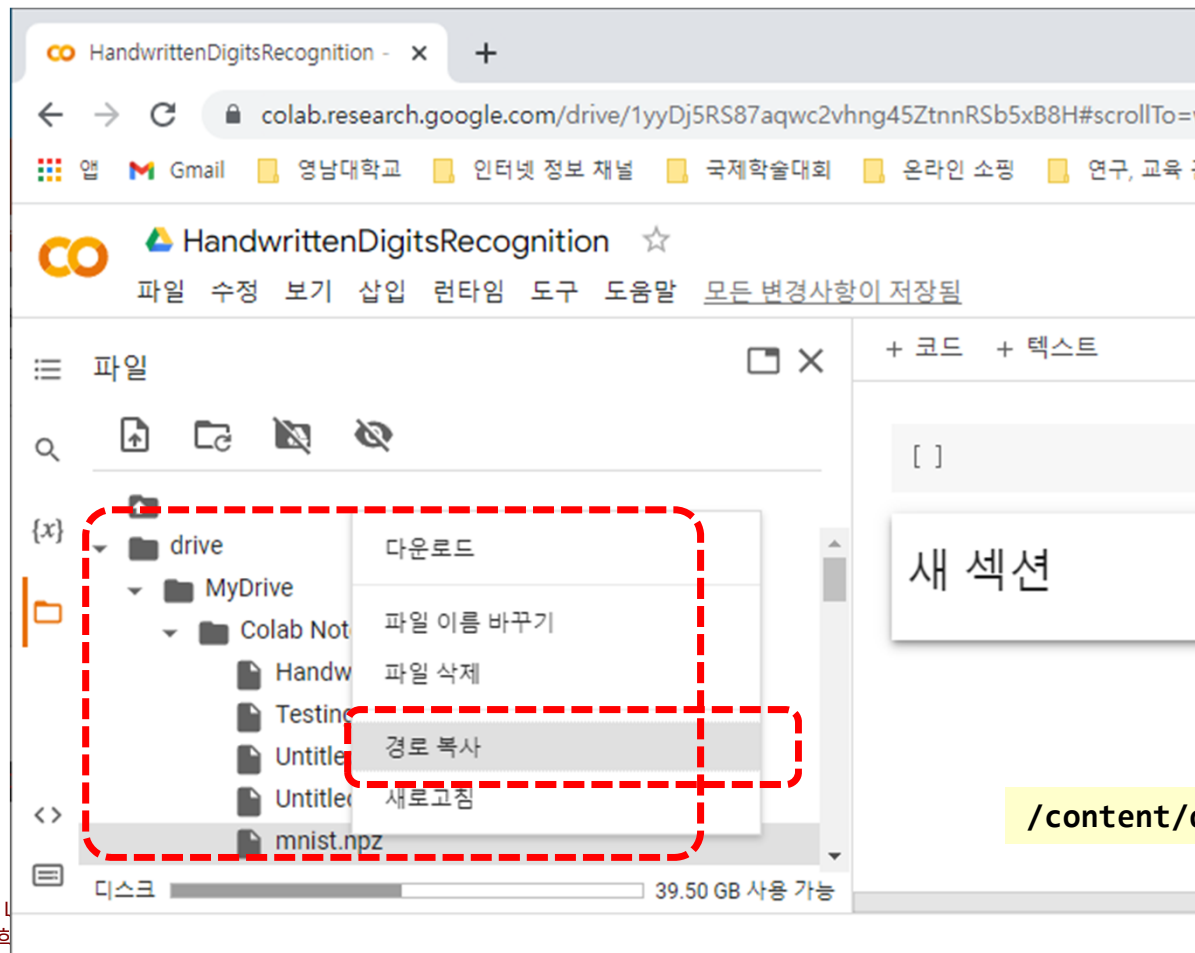 HandwrittenDigitsRecognition -
colab.research.google.com/drive/1yyDj5RS87aqwc2vhng45ZtnnRSb5xB8H#scrollTo=
앱 Gmail 영남대학교 인터넷 정보 채널 국제학술대회 온라인 쇼핑 연구, 교육
HandwrittenDigitsRecognition
파일 수정 보기 삽입 런타임 도구 도움말 모든 변경사항이 저장됨
파일
+ 코드 + 텍스트
[ ]
{x}
drive
MyDrive
Colab Not
Handw
Testing
Untitle
Untitled
mnist.npz
다운로드
파일 이름 바꾸기
파일 삭제
경로 복사
새로고침
새 섹션
/content/
디스크 39.50 GB 사용 가능